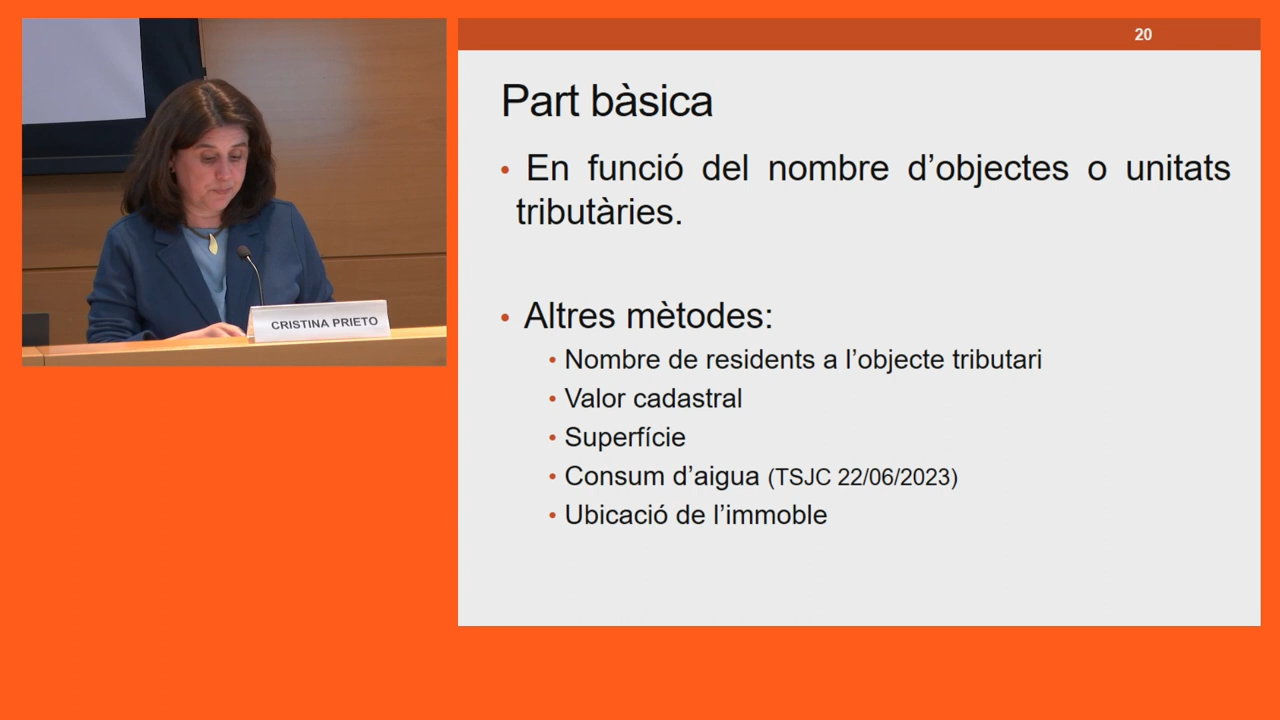 20
Part bàsica
• En funció del nombre d’objectes o unitats
tributàries.
• Altres mètodes:
• Nombre de residents a l’objecte tributari
• Valor cadastral
• Superfície
• Consum d’aigua (TSJC 22/06/2023)
• Ubicació de l’immoble
CRISTINA PRIETO